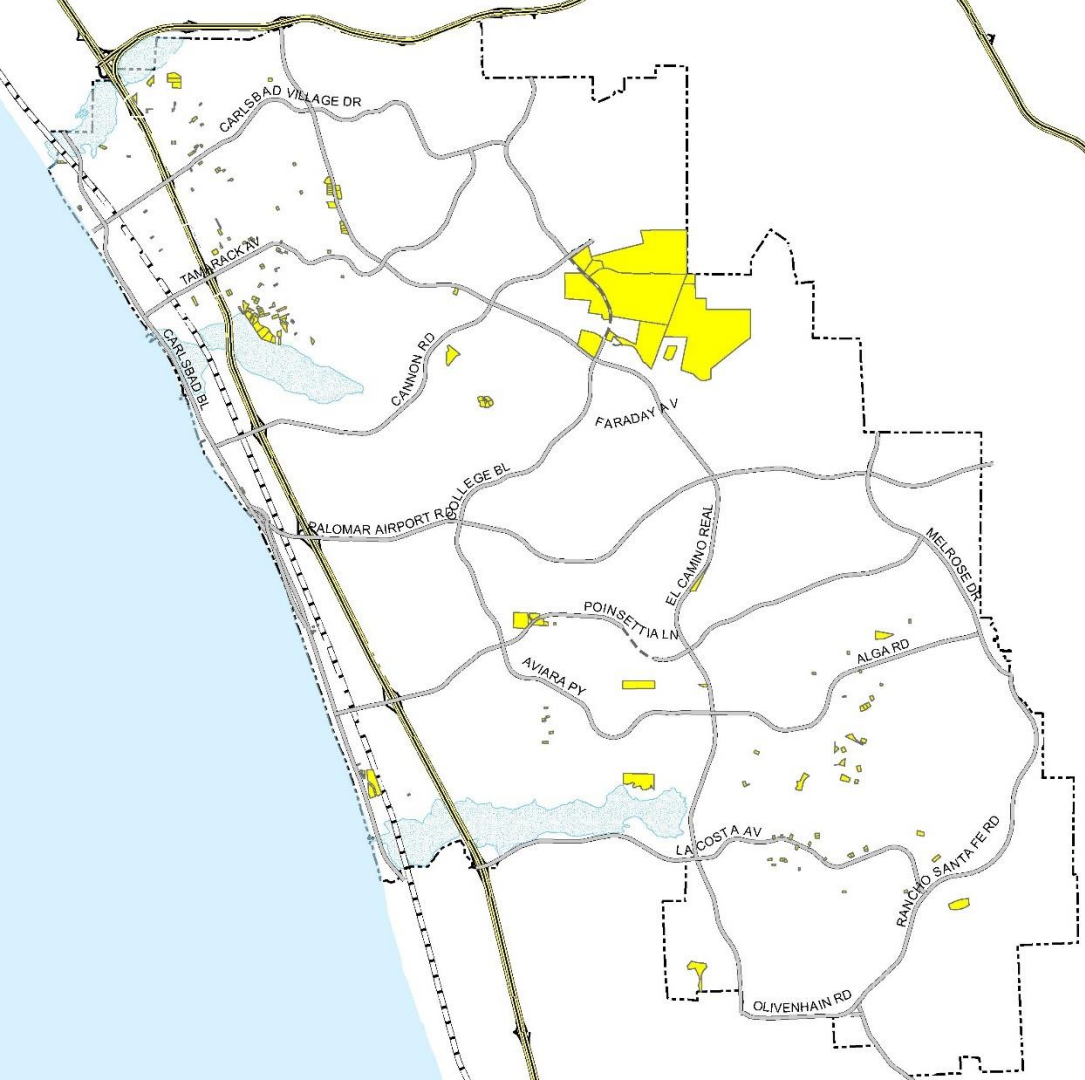 CARLSBAD VILLAGE DR
TAMARACK AV
CARLSBAD BL
CANNON RD
FARADAY AV
COLLEGE BL
PALOMAR AIRPORT RD
EL CAMINO REAL
MELROSE DR
POINSETTIA LN
ALGA RD
AVIARA PY
LA COSTA AV
RANCHO SANTA FE RD
OLIVENHAIN RD